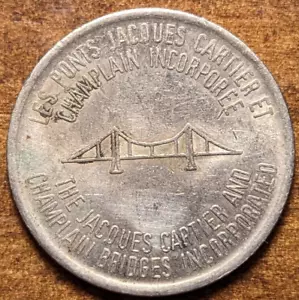 LES PONTS JACQUES CARTIER ET
CHAMPLAIN INCORPORÉE
THE JACQUES CARTIER AND
CHAMPLAIN BRIDGES INCORPORATED